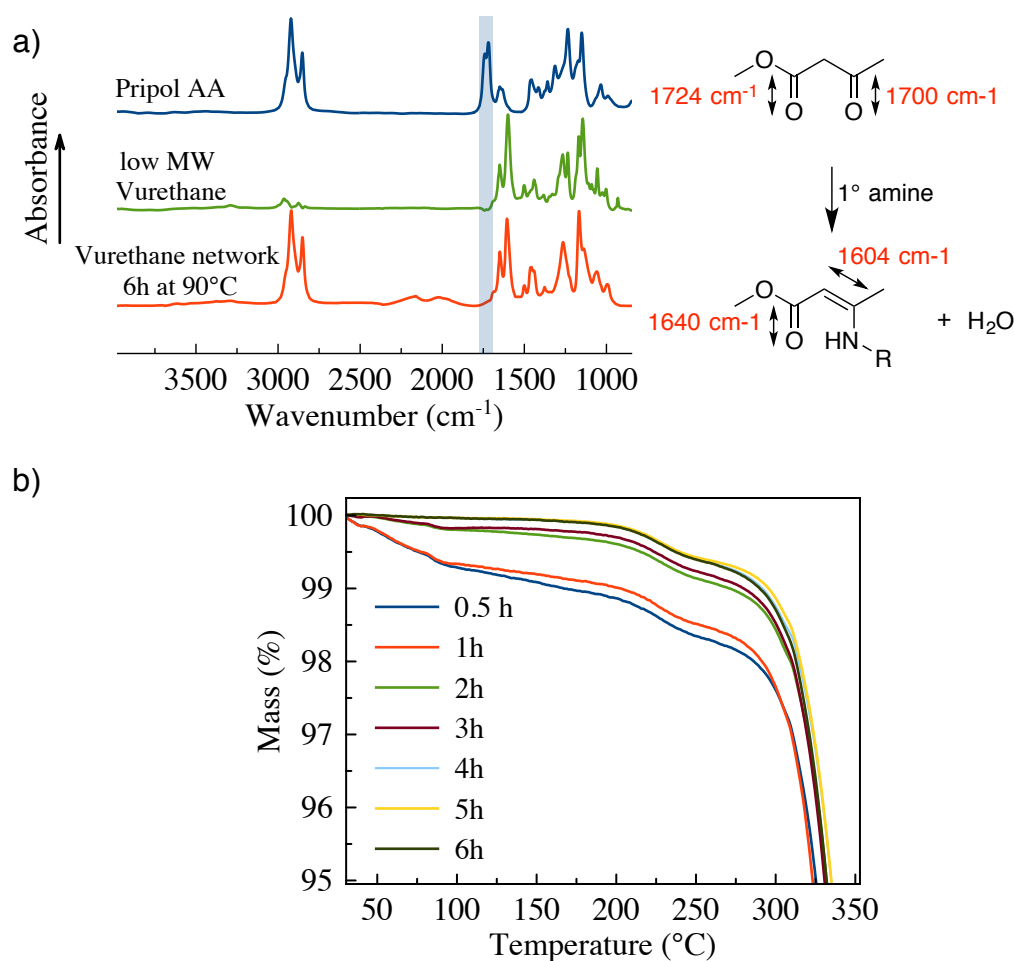 a)
Absorbance
Pripol AA
low MW
Vurethane
Vurethane network
6h at 90°C
3500 3000 2500 2000 1500 1000
Wavenumber (cm⁻¹)
O
O O
1724 cm⁻¹ 1700 cm-1
1° amine
1604 cm-1
O
1640 cm-1
O HN
R
+ H₂O
b)
Mass (%)
100
99
98
97
96
95
0.5 h
1h
2h
3h
4h
5h
6h
50 100 150 200 250 300 350
Temperature (°C)